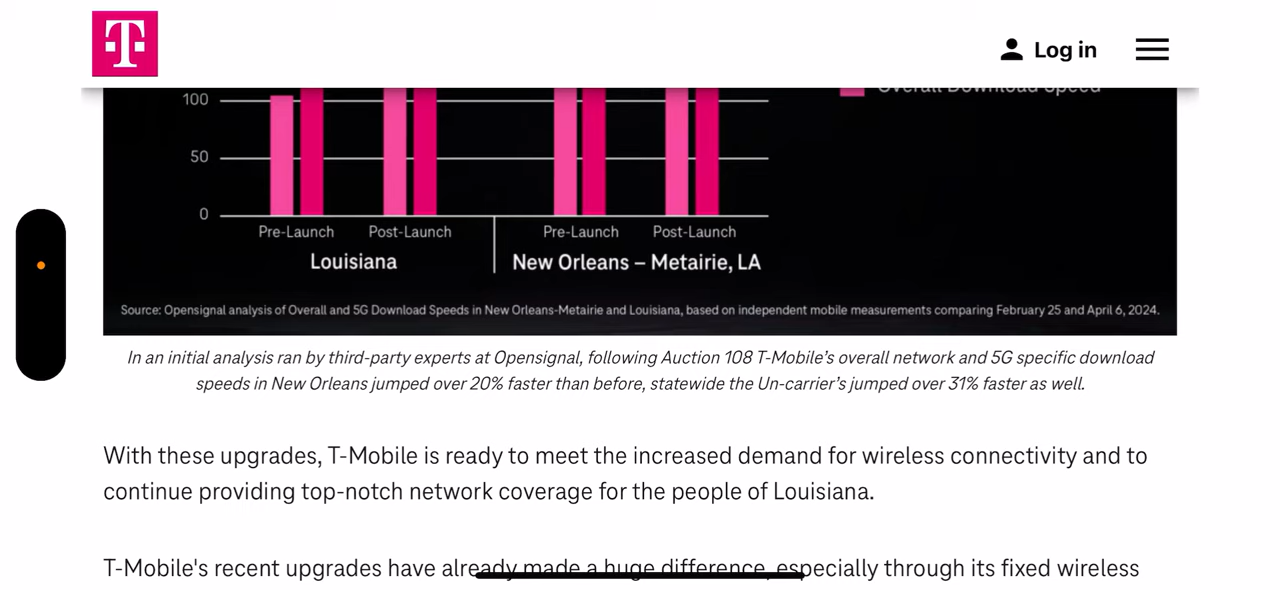 T
Log in
Overall Download Speed
100
50
0
Pre-Launch Post-Launch Pre-Launch Post-Launch
Louisiana New Orleans – Metairie, LA
Source: Opensignal analysis of Overall and 5G Download Speeds in New Orleans-Metairie and Louisiana, based on independent mobile measurements comparing February 25 and April 6, 2024.
In an initial analysis ran by third-party experts at Opensignal, following Auction 108 T-Mobile’s overall network and 5G specific download
speeds in New Orleans jumped over 20% faster than before, statewide the Un-carrier’s jumped over 31% faster as well.
With these upgrades, T-Mobile is ready to meet the increased demand for wireless connectivity and to
continue providing top-notch network coverage for the people of Louisiana.
T-Mobile's recent upgrades have already made a huge difference, especially through its fixed wireless